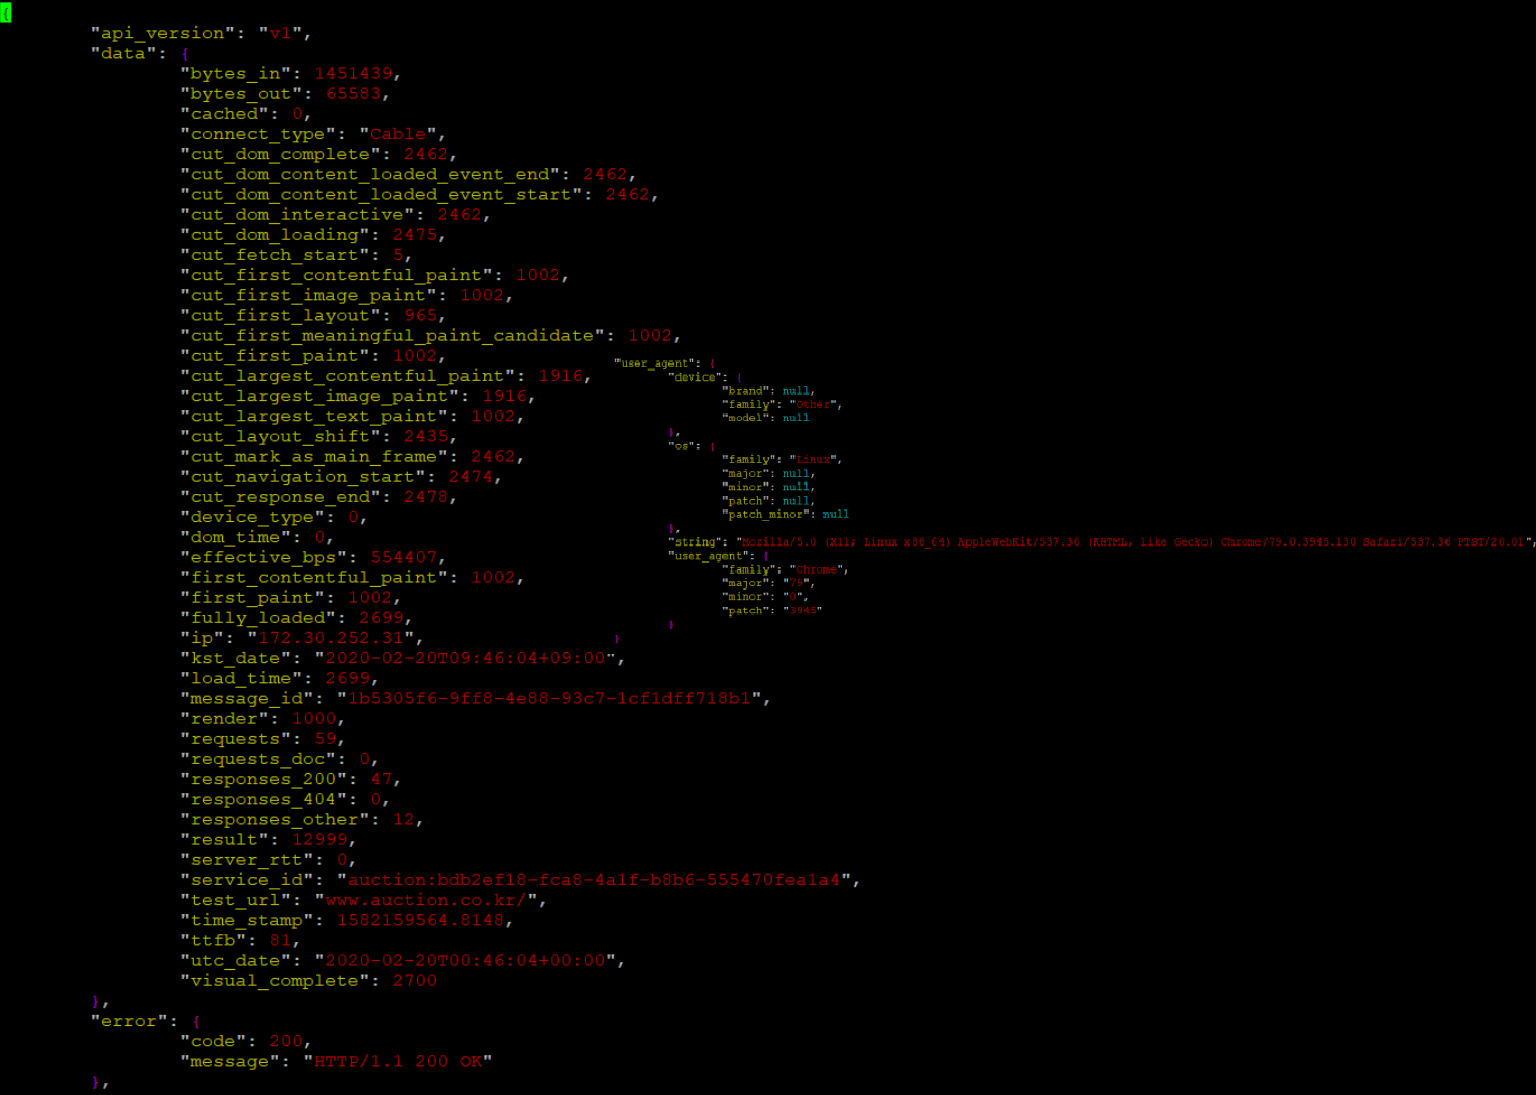 {
"api_version": "v1",
"data": {
"bytes_in": 1451439,
"bytes_out": 65583,
"cached": 0,
"connect_type": "Cable",
"cut_dom_complete": 2462,
"cut_dom_content_loaded_event_end": 2462,
"cut_dom_content_loaded_event_start": 2462,
"cut_dom_interactive": 2462,
"cut_dom_loading": 2475,
"cut_fetch_start": 5,
"cut_first_contentful_paint": 1002,
"cut_first_image_paint": 1002,
"cut_first_layout": 965,
"cut_first_meaningful_paint_candidate": 1002,
"cut_first_paint": 1002,
"cut_largest_contentful_paint": 1916,
"cut_largest_image_paint": 1916,
"cut_largest_text_paint": 1002,
"cut_layout_shift": 2435,
"cut_mark_as_main_frame": 2462,
"cut_navigation_start": 2474,
"cut_response_end": 2478,
"device_type": 0,
"dom_time": 0,
"effective_bps": 554407,
"first_contentful_paint": 1002,
"first_paint": 1002,
"fully_loaded": 2699,
"ip": "172.30.252.31",
"kst_date": "2020-02-20T09:46:04+09:00",
"load_time": 2699,
"message_id": "1b5305f6-9ff8-4e88-93c7-1cf1dff718b1",
"render": 1000,
"requests": 59,
"requests_doc": 0,
"responses_200": 47,
"responses_404": 0,
"responses_other": 12,
"result": 12999,
"server_rtt": 0,
"service_id": "auction:bdb2ef18-fca8-4a1f-b8b6-555470fea1a4",
"test_url": "www.auction.co.kr/",
"time_stamp": 1582159564.8148,
"ttfb": 81,
"utc_date": "2020-02-20T00:46:04+00:00",
"visual_complete": 2700
},
"error": {
"code": 200,
"message": "HTTP/1.1 200 OK"
},
"user_agent": {
"device": {
"brand": null,
"family": "Other",
"model": null
},
"os": {
"family": "Linux",
"major": null,
"minor": null,
"patch": null,
"patch_minor": null
},
"string": "Mozilla/5.0 (X11; Linux x86_64) AppleWebKit/537.36 (KHTML, like Gecko) Chrome/79.0.3945.130 Safari/537.36 PTST/20.01",
"user_agent": {
"family": "Chrome",
"major": "79",
"minor": "0",
"patch": "3945"
}
}